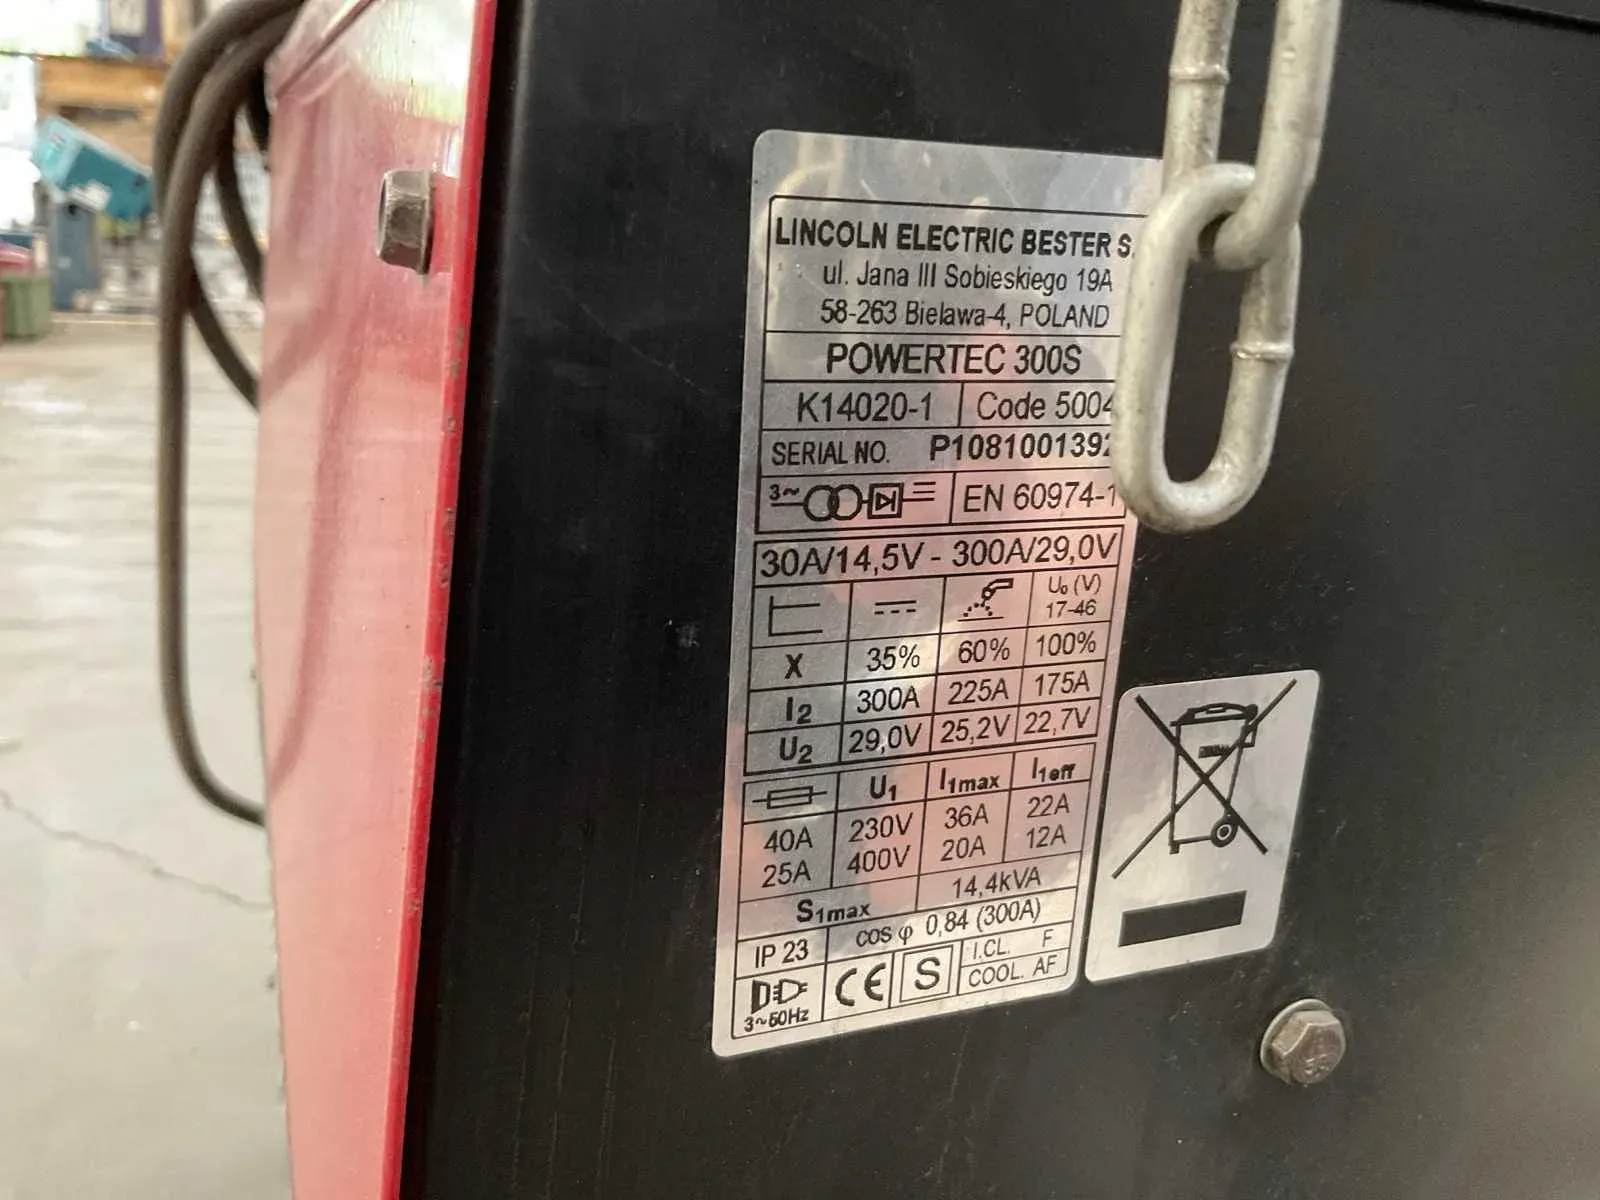 LINCOLN ELECTRIC BESTER S.
ul. Jana III Sobieskiego 19A
58-263 Bielawa-4, POLAND
POWERTEC 300S
K14020-1 Code 5004
SERIAL NO. P1081001392
3~ EN 60974-1
30A/14,5V - 300A/29,0V
U₀ (V)
17-46
X 35% 60% 100%
I₂ 300A 225A 175A
U₂ 29,0V 25,2V 22,7V
U₁ I₁max I₁eff
40A 230V 36A 22A
25A 400V 20A 12A
S₁max 14,4kVA
IP 23 cos φ 0,84 (300A)
3~50Hz CE S I.CL. F
COOL. AF